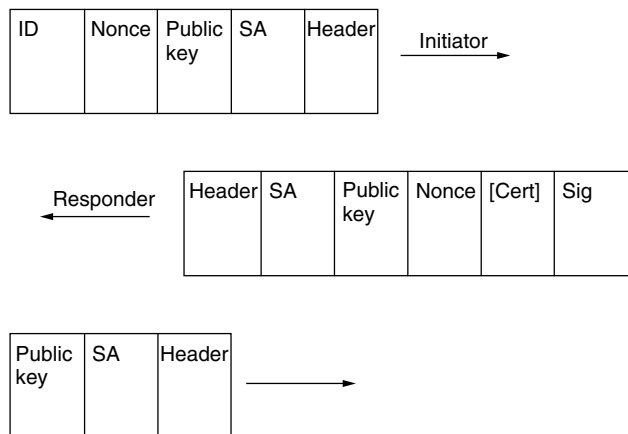 ID Nonce Public key SA Header
Initiator
Responder
Header SA Public key Nonce [Cert] Sig
Public key SA Header